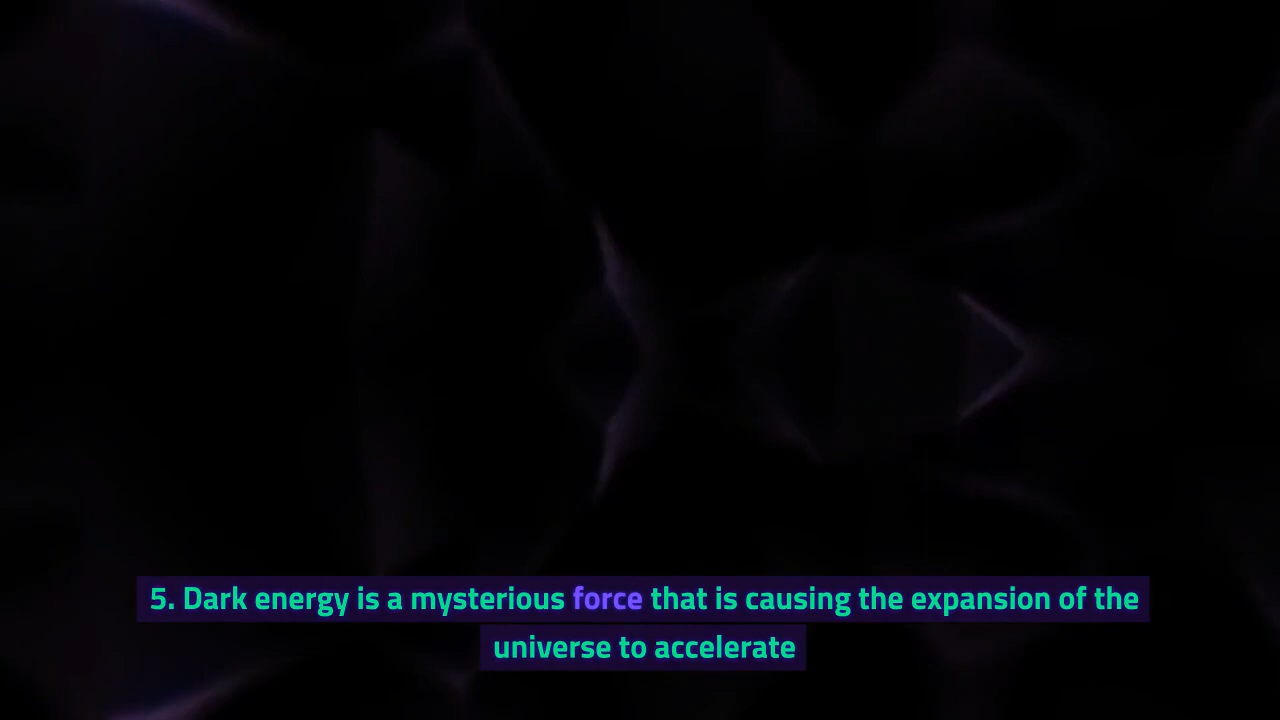 5. Dark energy is a mysterious force that is causing the expansion of the
universe to accelerate